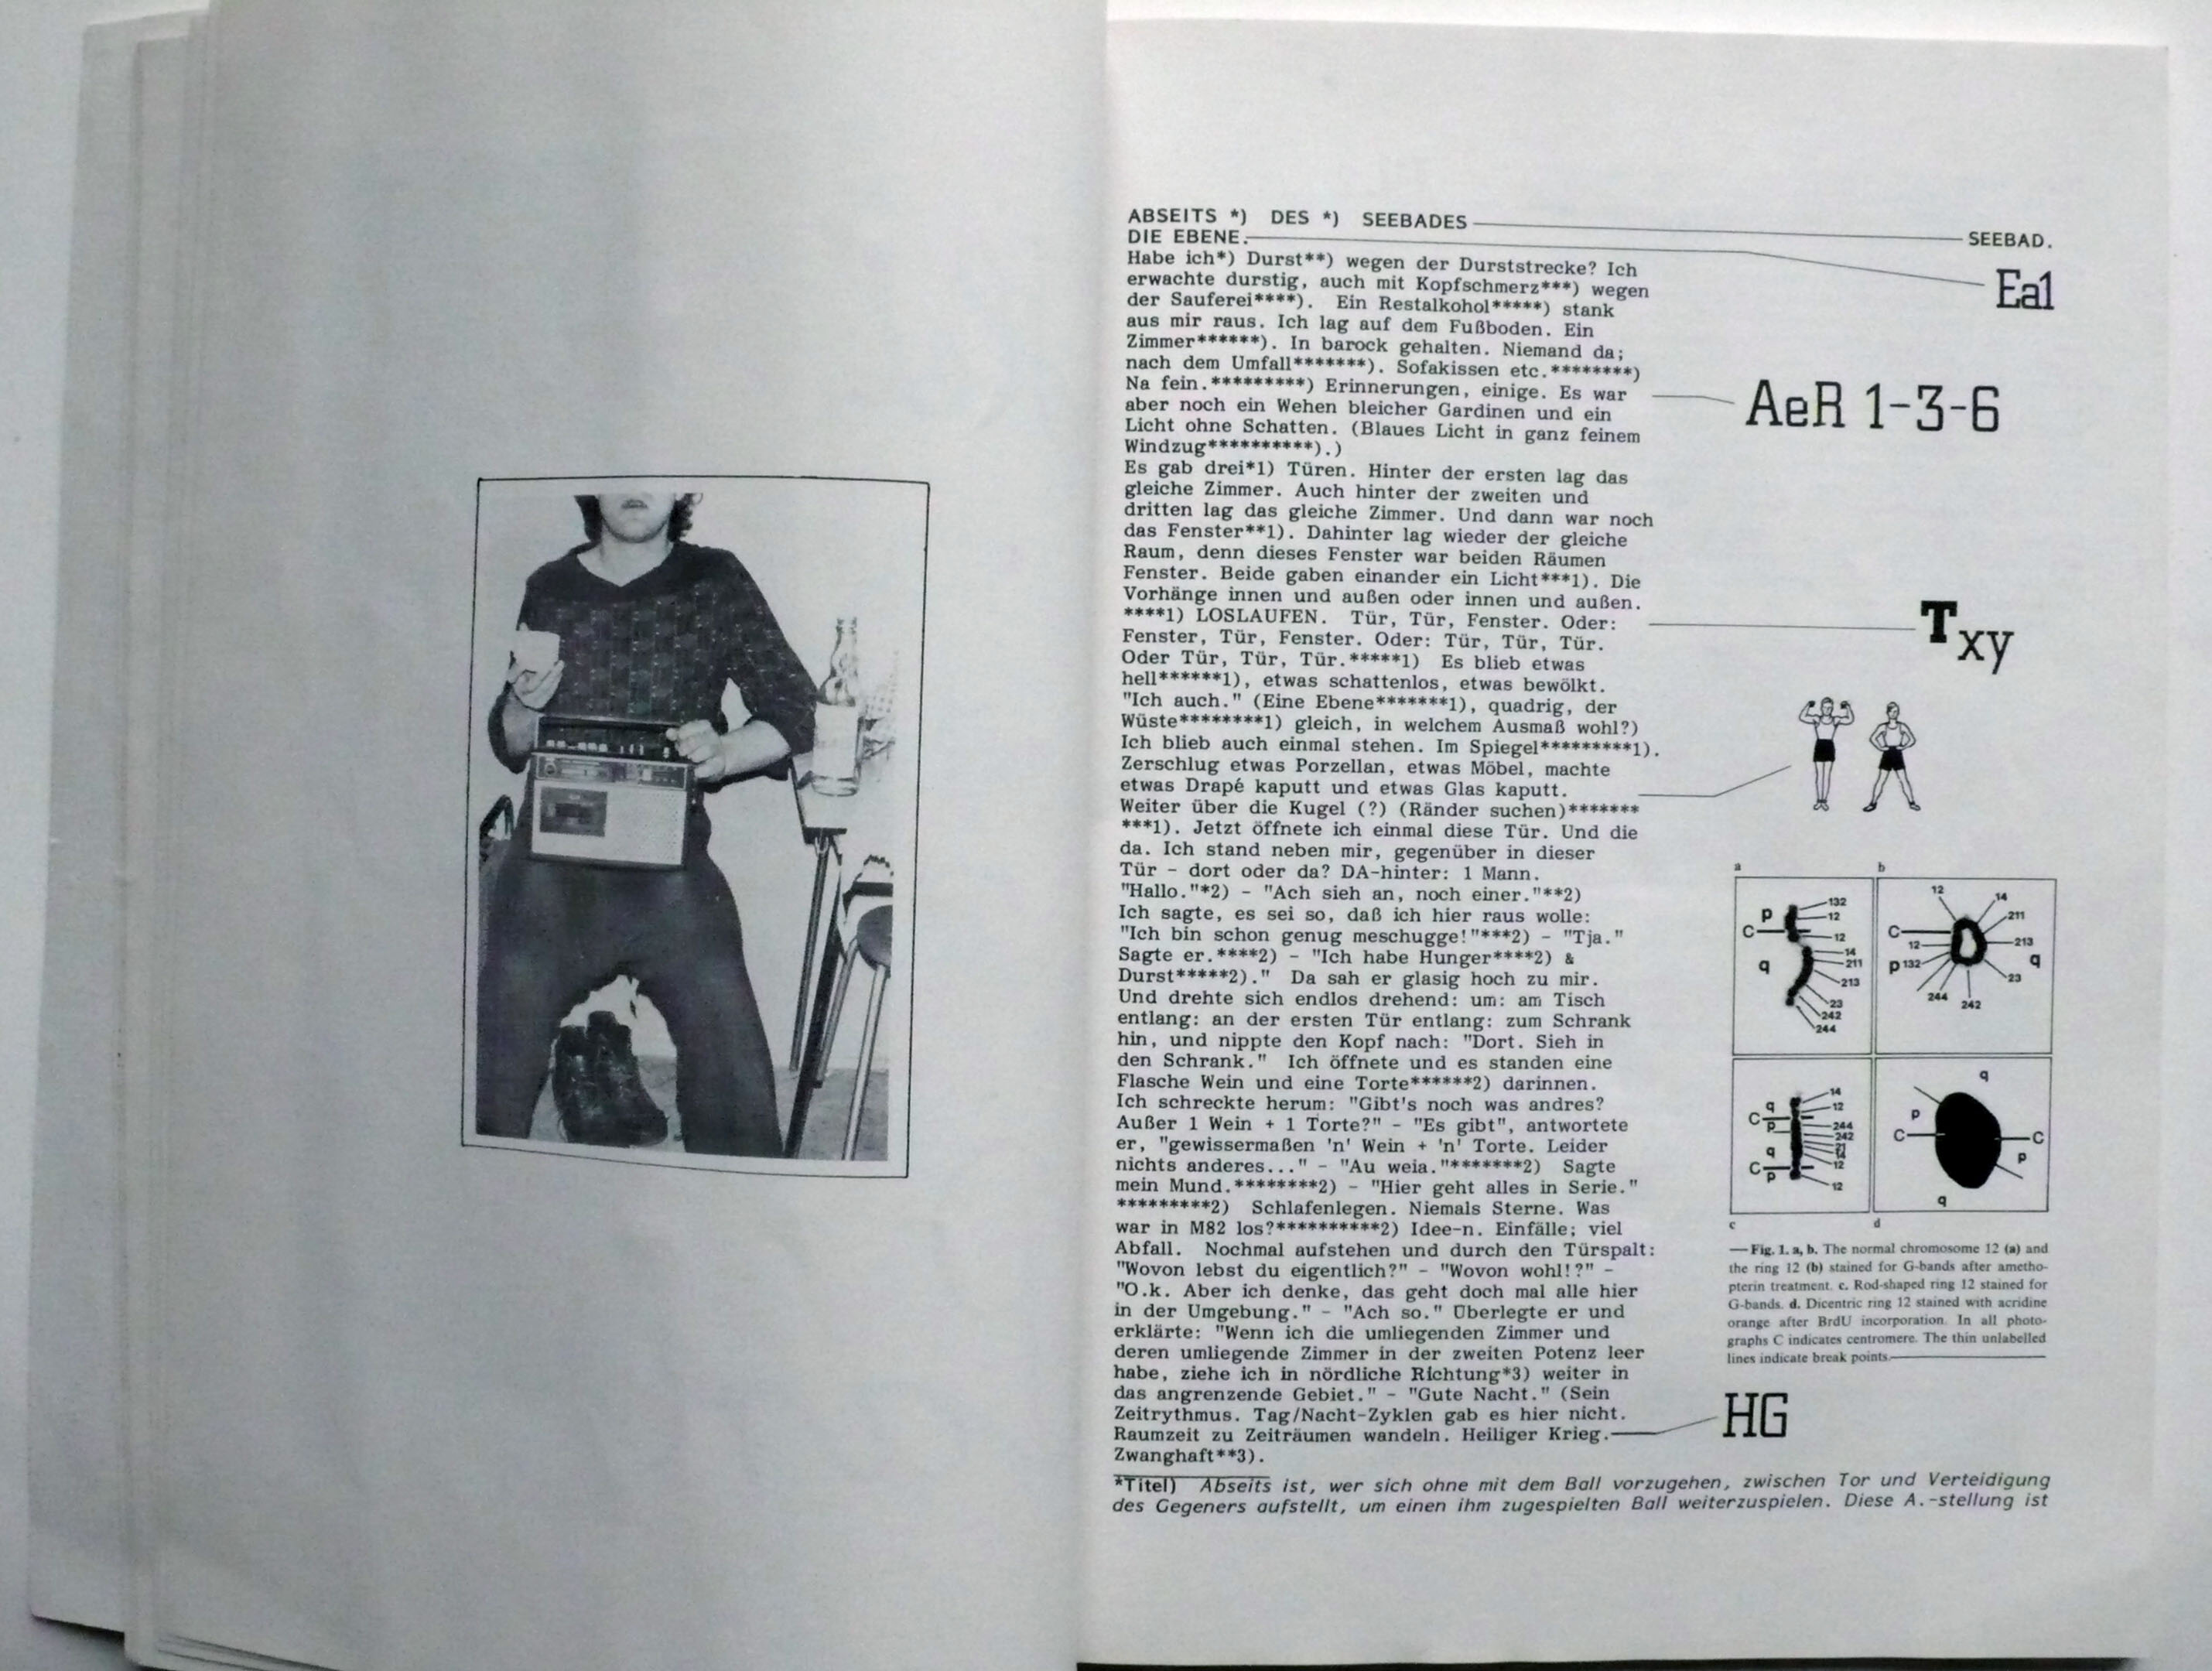 ABSEITS *) DES *) SEEBADES
SEEBAD.
DIE EBENE.
Ea1
Habe ich*) Durst**) wegen der Durststrecke? Ich
erwachte durstig, auch mit Kopfschmerz***) wegen
der Sauferei****). Ein Restalkohol*****) stank
aus mir raus. Ich lag auf dem Fußboden. Ein
Zimmer******). In barock gehalten. Niemand da;
nach dem Umfall*******). Sofakissen etc.********)
Na fein.*********) Erinnerungen, einige. Es war
AeR 1-3-6
aber noch ein Wehen bleicher Gardinen und ein
Licht ohne Schatten. (Blaues Licht in ganz feinem
Windzug**********).)
Es gab drei*1) Türen. Hinter der ersten lag das
gleiche Zimmer. Auch hinter der zweiten und
dritten lag das gleiche Zimmer. Und dann war noch
das Fenster**1). Dahinter lag wieder der gleiche
Raum, denn dieses Fenster war beiden Räumen
Fenster. Beide gaben einander ein Licht***1). Die
Vorhänge innen und außen oder innen und außen.
****1) LOSLAUFEN. Tür, Tür, Fenster. Oder:
Txy
Fenster, Tür, Fenster. Oder: Tür, Tür, Tür.
Oder Tür, Tür, Tür.*****1) Es blieb etwas
hell******1), etwas schattenlos, etwas bewölkt.
"Ich auch." (Eine Ebene*******1), quadrig, der
Wüste********1) gleich, in welchem Ausmaß wohl?)
Ich blieb auch einmal stehen. Im Spiegel*********1).
Zerschlug etwas Porzellan, etwas Möbel, machte
etwas Drapé kaputt und etwas Glas kaputt.
Weiter über die Kugel (?) (Ränder suchen)*******
***1). Jetzt öffnete ich einmal diese Tür. Und die
da. Ich stand neben mir, gegenüber in dieser
Tür - dort oder da? DA-hinter: 1 Mann.
"Hallo."*2) - "Ach sieh an, noch einer."**2)
Ich sagte, es sei so, daß ich hier raus wolle:
"Ich bin schon genug meschugge!"***2) - "Tja."
Sagte er.****2) - "Ich habe Hunger****2) &
Durst*****2)." Da sah er glasig hoch zu mir.
Und drehte sich endlos drehend: um: am Tisch
entlang: an der ersten Tür entlang: zum Schrank
hin, und nippte den Kopf nach: "Dort. Sieh in
den Schrank." Ich öffnete und es standen eine
Flasche Wein und eine Torte******2) darinnen.
Ich schreckte herum: "Gibt's noch was andres?
Außer 1 Wein + 1 Torte?" - "Es gibt", antwortete
er, "gewissermaßen 'n' Wein + 'n' Torte. Leider
nichts anderes..." - "Au weia."*******2) Sagte
mein Mund.********2) - "Hier geht alles in Serie."
*********2) Schlafenlegen. Niemals Sterne. Was
war in M82 los?**********2) Idee-n. Einfälle; viel
Abfall. Nochmal aufstehen und durch den Türspalt:
"Wovon lebst du eigentlich?" - "Wovon wohl!?" -
"O.k. Aber ich denke, das geht doch mal alle hier
in der Umgebung." - "Ach so." Überlegte er und
erklärte: "Wenn ich die umliegenden Zimmer und
deren umliegende Zimmer in der zweiten Potenz leer
habe, ziehe ich in nördliche Richtung*3) weiter in
das angrenzende Gebiet." - "Gute Nacht." (Sein
Zeitrythmus. Tag/Nacht-Zyklen gab es hier nicht.
Raumzeit zu Zeiträumen wandeln. Heiliger Krieg.
Zwanghaft**3).
a
p
C
q
132
12
12
14
211
213
23
242
244
b
12
14
211
C
12
213
p 132
q
23
244
242
c
14
q
12
C
p
244
242
q
12
C
p
12
d
q
p
C
C
p
q
— Fig. 1. a, b. The normal chromosome 12 (a) and
the ring 12 (b) stained for G-bands after ametho-
pterin treatment. c. Rod-shaped ring 12 stained for
G-bands. d. Dicentric ring 12 stained with acridine
orange after BrdU incorporation. In all photo-
graphs C indicates centromere. The thin unlabelled
lines indicate break points.
HG
*Titel) Abseits ist, wer sich ohne mit dem Ball vorzugehen, zwischen Tor und Verteidigung
des Gegeners aufstellt, um einen ihm zugespielten Ball weiterzuspielen. Diese A.-stellung ist